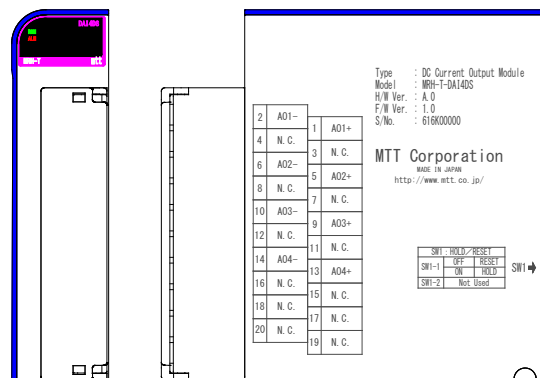 DAI4DS
MTT
Type : DC Current Output Module
Model : MRH-T-DAI4DS
H/W Ver. : A.0
F/W Ver. : 1.0
S/No. : 616K00000
MTT Corporation
MADE IN JAPAN
http://www.mtt.co.jp/
2 AO1-
1 AO1+
4 N.C.
3 N.C.
6 AO2-
5 AO2+
8 N.C.
7 N.C.
10 AO3-
9 AO3+
12 N.C.
11 N.C.
14 AO4-
13 AO4+
16 N.C.
15 N.C.
18 N.C.
17 N.C.
20 N.C.
19 N.C.
SW1:HOLD/RESET
SW1-1 OFF RESET
ON HOLD
SW1-2 Not Used
SW1